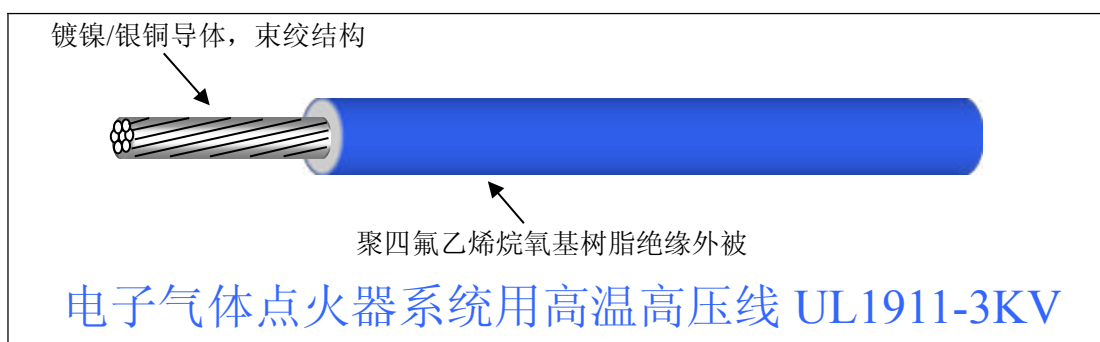 镀镍/银铜导体，束绞结构
聚四氟乙烯烷氧基树脂绝缘外被
电子气体点火器系统用高温高压线 UL1911-3KV